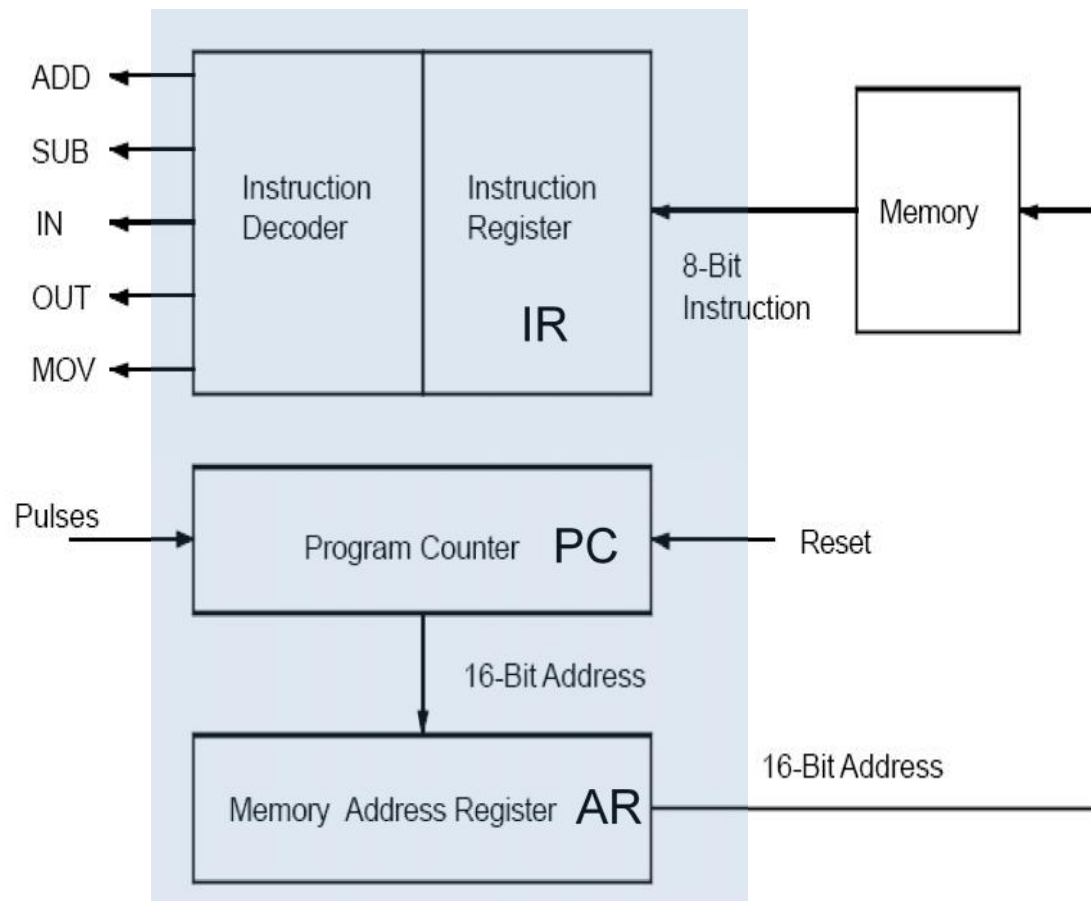 ADD
SUB
IN
OUT
MOV
Instruction
Decoder
Instruction
Register
IR
8-Bit
Instruction
Memory
Pulses
Program Counter PC
Reset
16-Bit Address
Memory Address Register AR
16-Bit Address